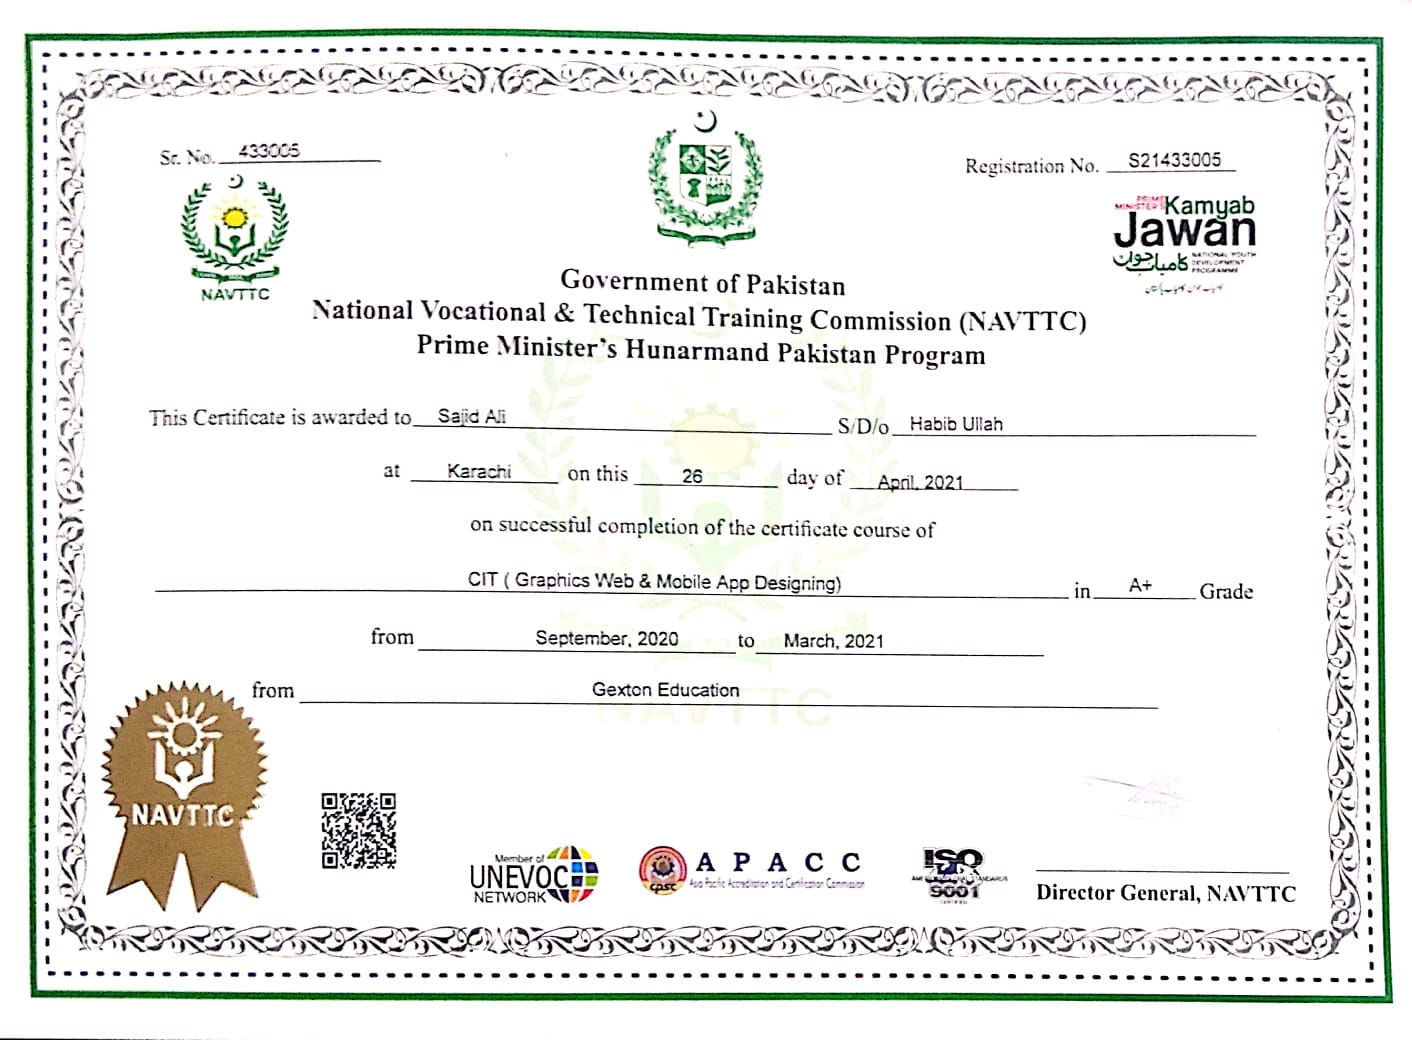 Sr. No. 433005
Registration No. S21433005
NAVTTC
PRIME MINISTER'S Kamyab
Jawan
کامیاب جوان
NATIONAL YOUTH DEVELOPMENT PROGRAMME
Government of Pakistan
National Vocational & Technical Training Commission (NAVTTC)
Prime Minister's Hunarmand Pakistan Program
This Certificate is awarded to Sajid Ali S/D/o Habib Ullah
at Karachi on this 26 day of April, 2021
on successful completion of the certificate course of
CIT ( Graphics Web & Mobile App Designing) in A+ Grade
from September, 2020 to March, 2021
from Gexton Education
NAVTTC
NAVTTC
Member of
UNEVOC
NETWORK
APACC
Asia Pacific Accreditation and Certification Commission
cpsc
ISO
9001
CERTIFIED
Director General, NAVTTC